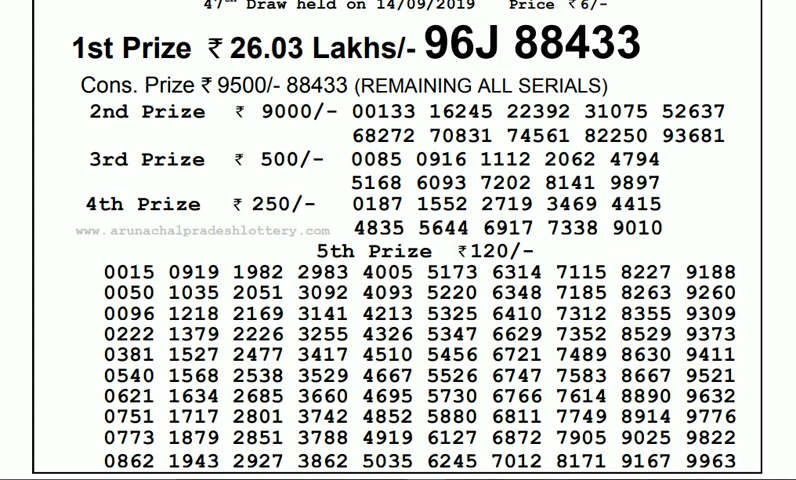 47th Draw held on 14/09/2019 Price ₹6/-
1st Prize ₹ 26.03 Lakhs/- 96J 88433
Cons. Prize ₹ 9500/- 88433 (REMAINING ALL SERIALS)
2nd Prize ₹ 9000/- 00133 16245 22392 31075 52637
68272 70831 74561 82250 93681
3rd Prize ₹ 500/- 0085 0916 1112 2062 4794
5168 6093 7202 8141 9897
4th Prize ₹ 250/- 0187 1552 2719 3469 4415
www.arunachalpradeshlottery.com 4835 5644 6917 7338 9010
5th Prize ₹120/-
0015 0919 1982 2983 4005 5173 6314 7115 8227 9188
0050 1035 2051 3092 4093 5220 6348 7185 8263 9260
0096 1218 2169 3141 4213 5325 6410 7312 8355 9309
0222 1379 2226 3255 4326 5347 6629 7352 8529 9373
0381 1527 2477 3417 4510 5456 6721 7489 8630 9411
0540 1568 2538 3529 4667 5526 6747 7583 8667 9521
0621 1634 2685 3660 4695 5730 6766 7614 8890 9632
0751 1717 2801 3742 4852 5880 6811 7749 8914 9776
0773 1879 2851 3788 4919 6127 6872 7905 9025 9822
0862 1943 2927 3862 5035 6245 7012 8171 9167 9963